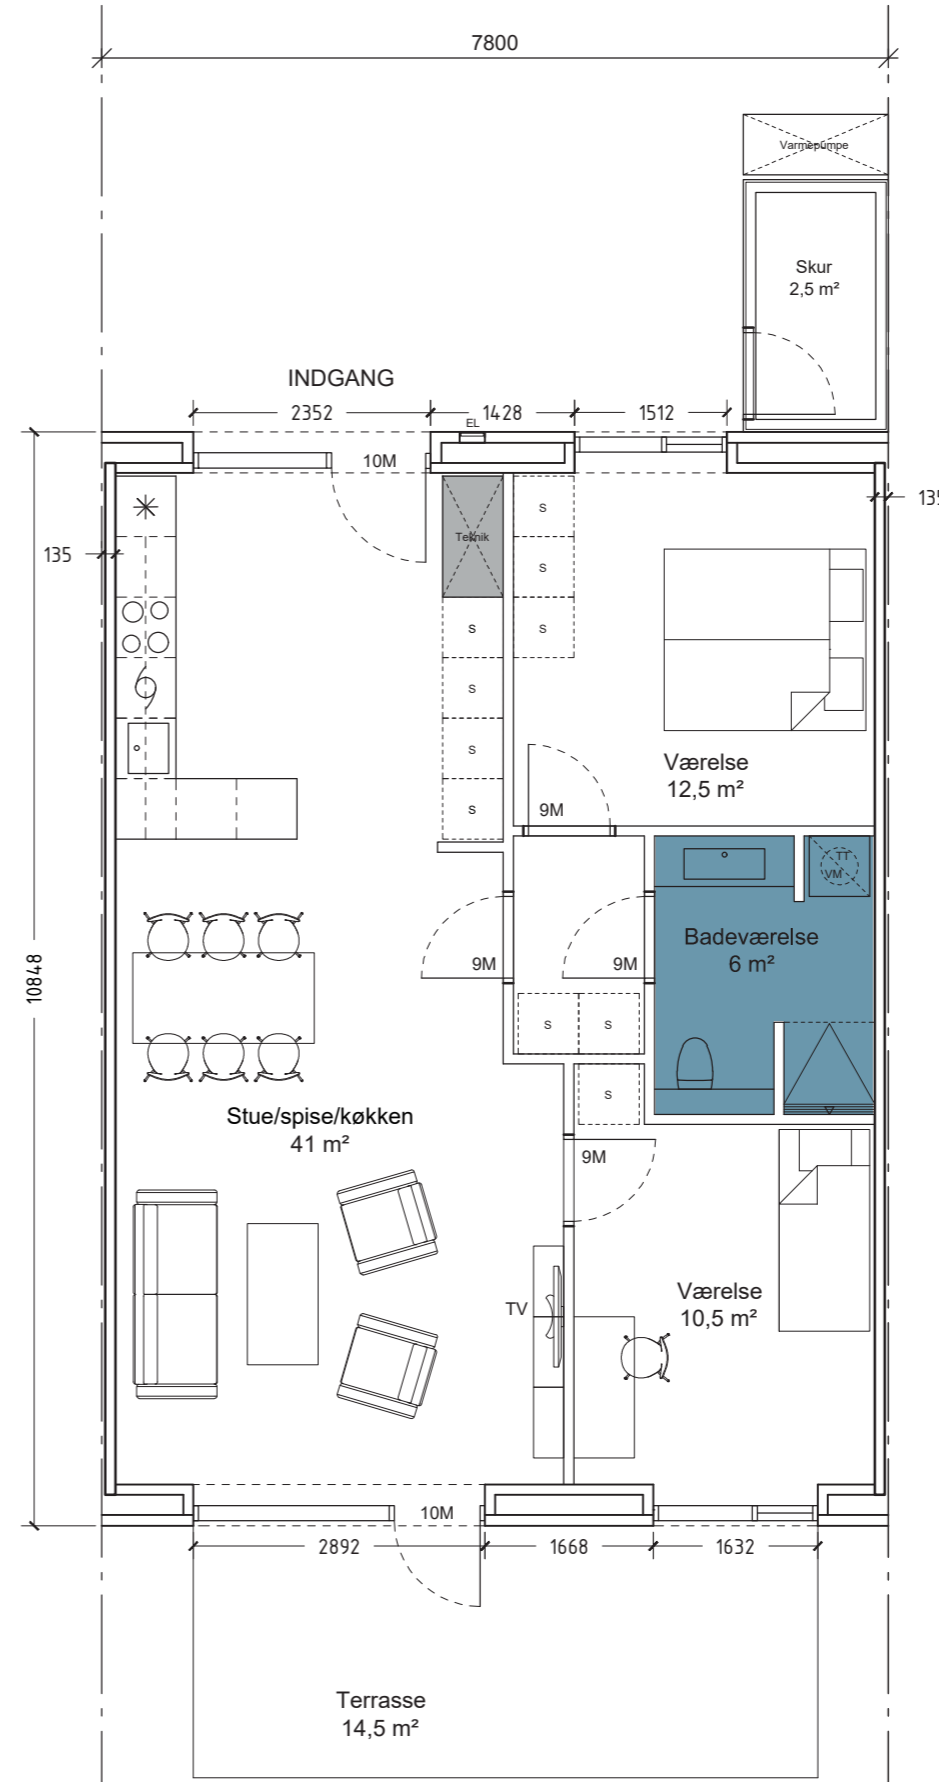 7800
Varmepumpe
Skur
2,5 m²
INDGANG
2352
1428
1512
EL
10M
135
135
Teknik
S
S
S
S
S
S
S
Værelse
12,5 m²
9M
TT
VM
Badeværelse
6 m²
9M
9M
10848
S
S
S
Stue/spise/køkken
41 m²
9M
Værelse
10,5 m²
TV
10M
2892
1668
1632
Terrasse
14,5 m²